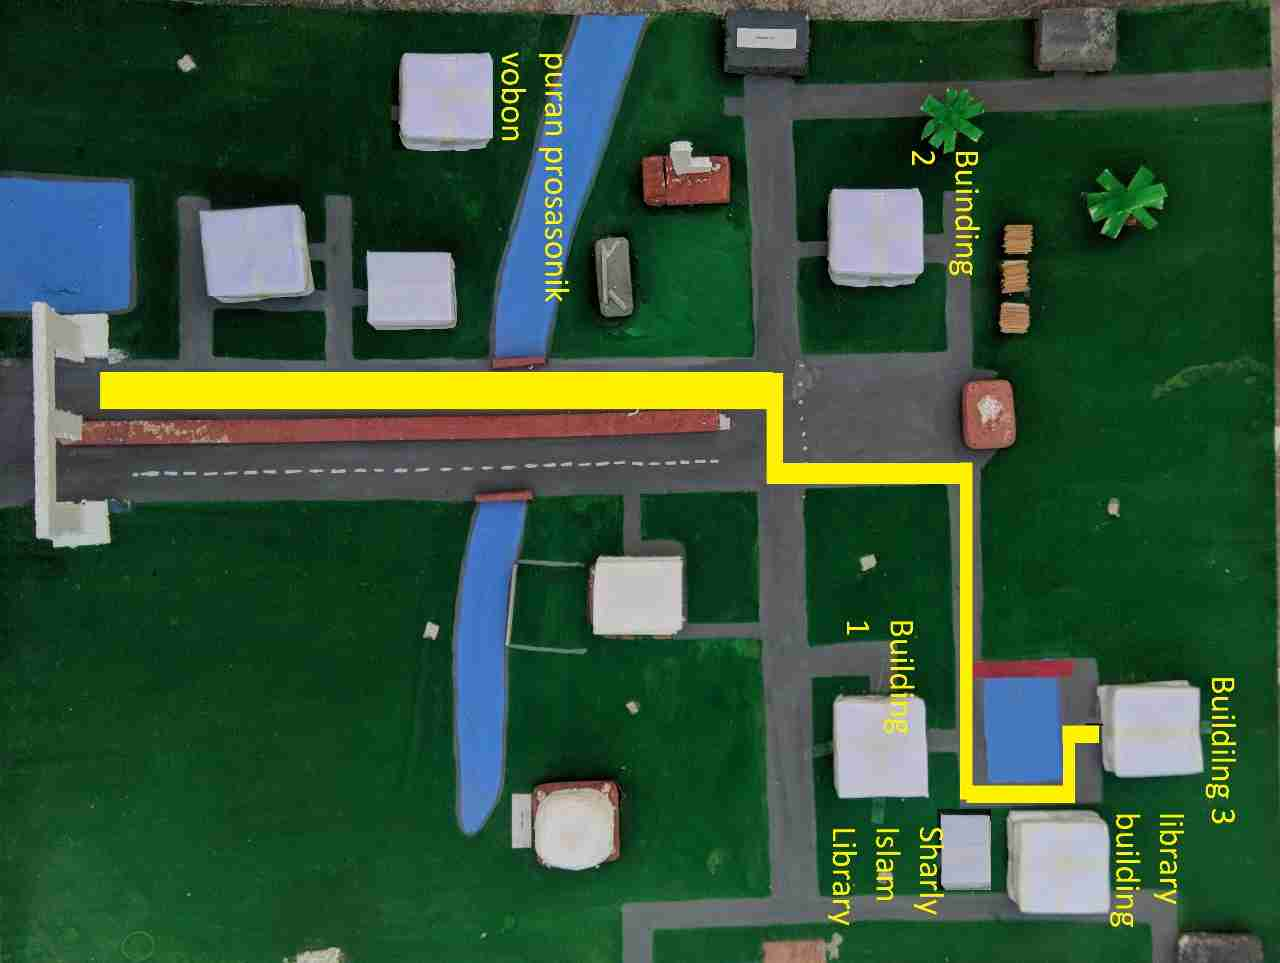 puran prosasonik
vobon
Buinding
2
Building
1
Buildilng 3
library
building
Sharly
Islam
Library